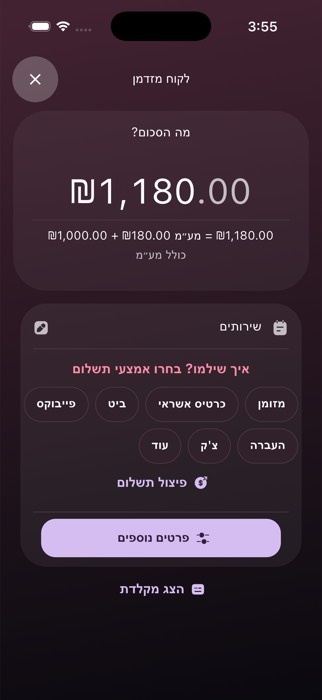 3:55
לקוח מזדמן
מה הסכום?
₪1,180.00
₪1,180.00 = מע״מ ₪180.00 + ₪1,000.00
כולל מע״מ
שירותים
איך שילמו? בחרו אמצעי תשלום
מזומן כרטיס אשראי ביט פייבוקס
העברה צ'ק עוד
פיצול תשלום
פרטים נוספים
הצג מקלדת